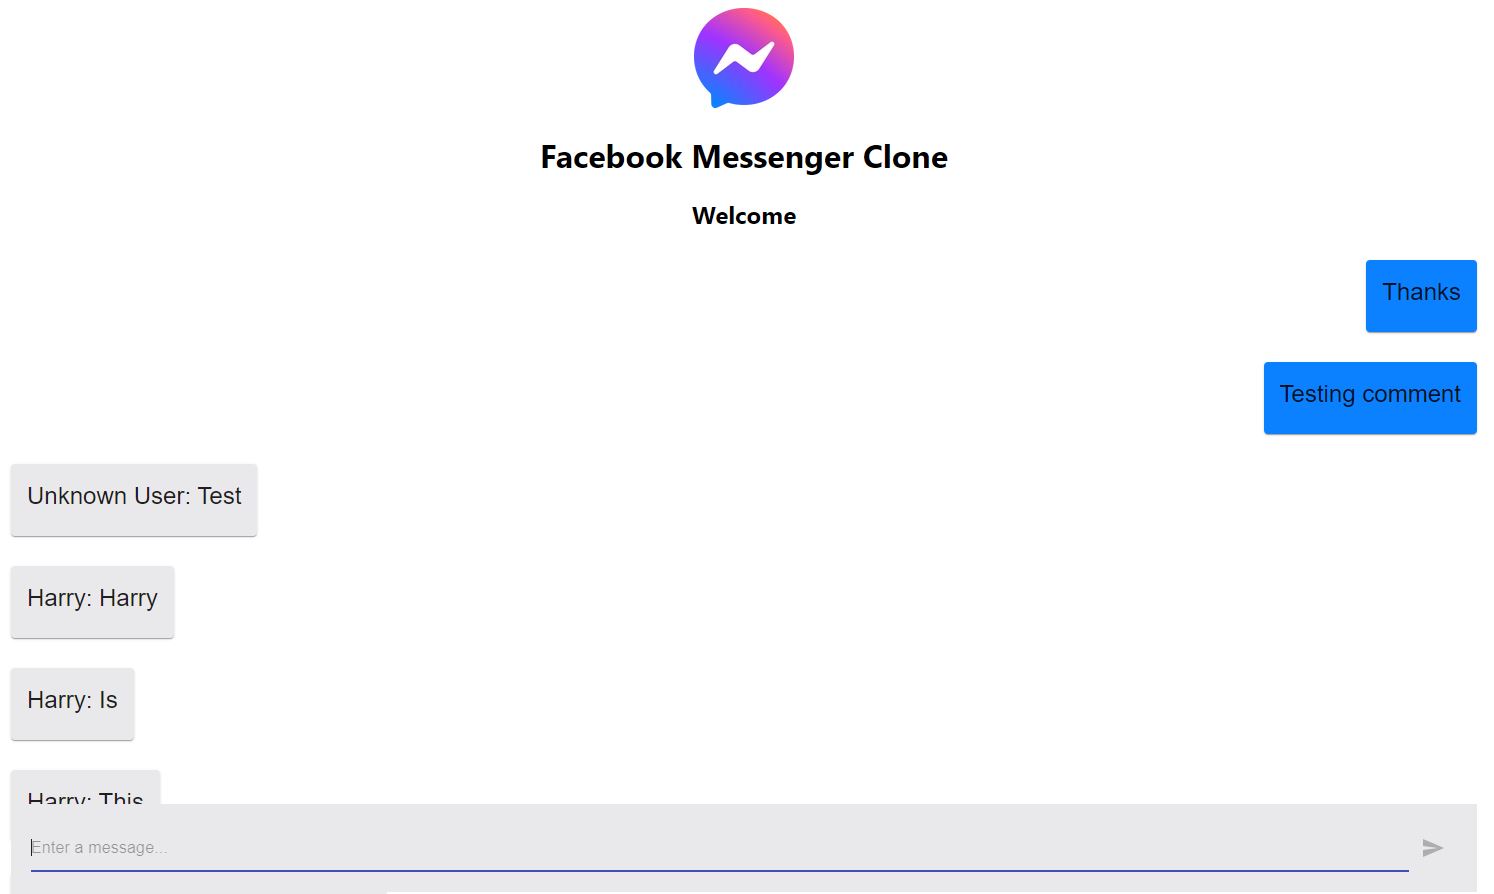 Facebook Messenger Clone
Welcome
Thanks
Testing comment
Unknown User: Test
Harry: Harry
Harry: Is
Harry: This
Enter a message...